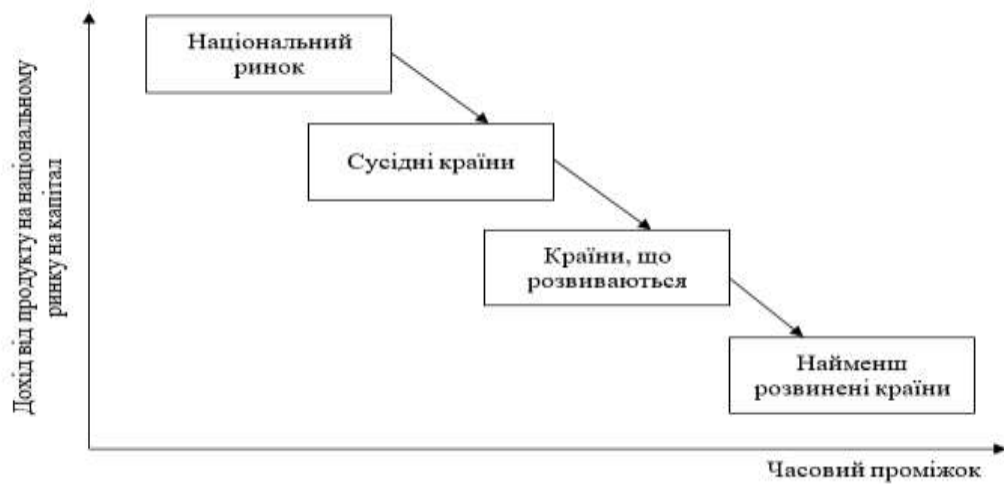 Дохід від продукту на національному
ринку на капітал
Національний
ринок
Сусідні країни
Країни, що
розвиваються
Найменш
розвинені країни
Часовий проміжок